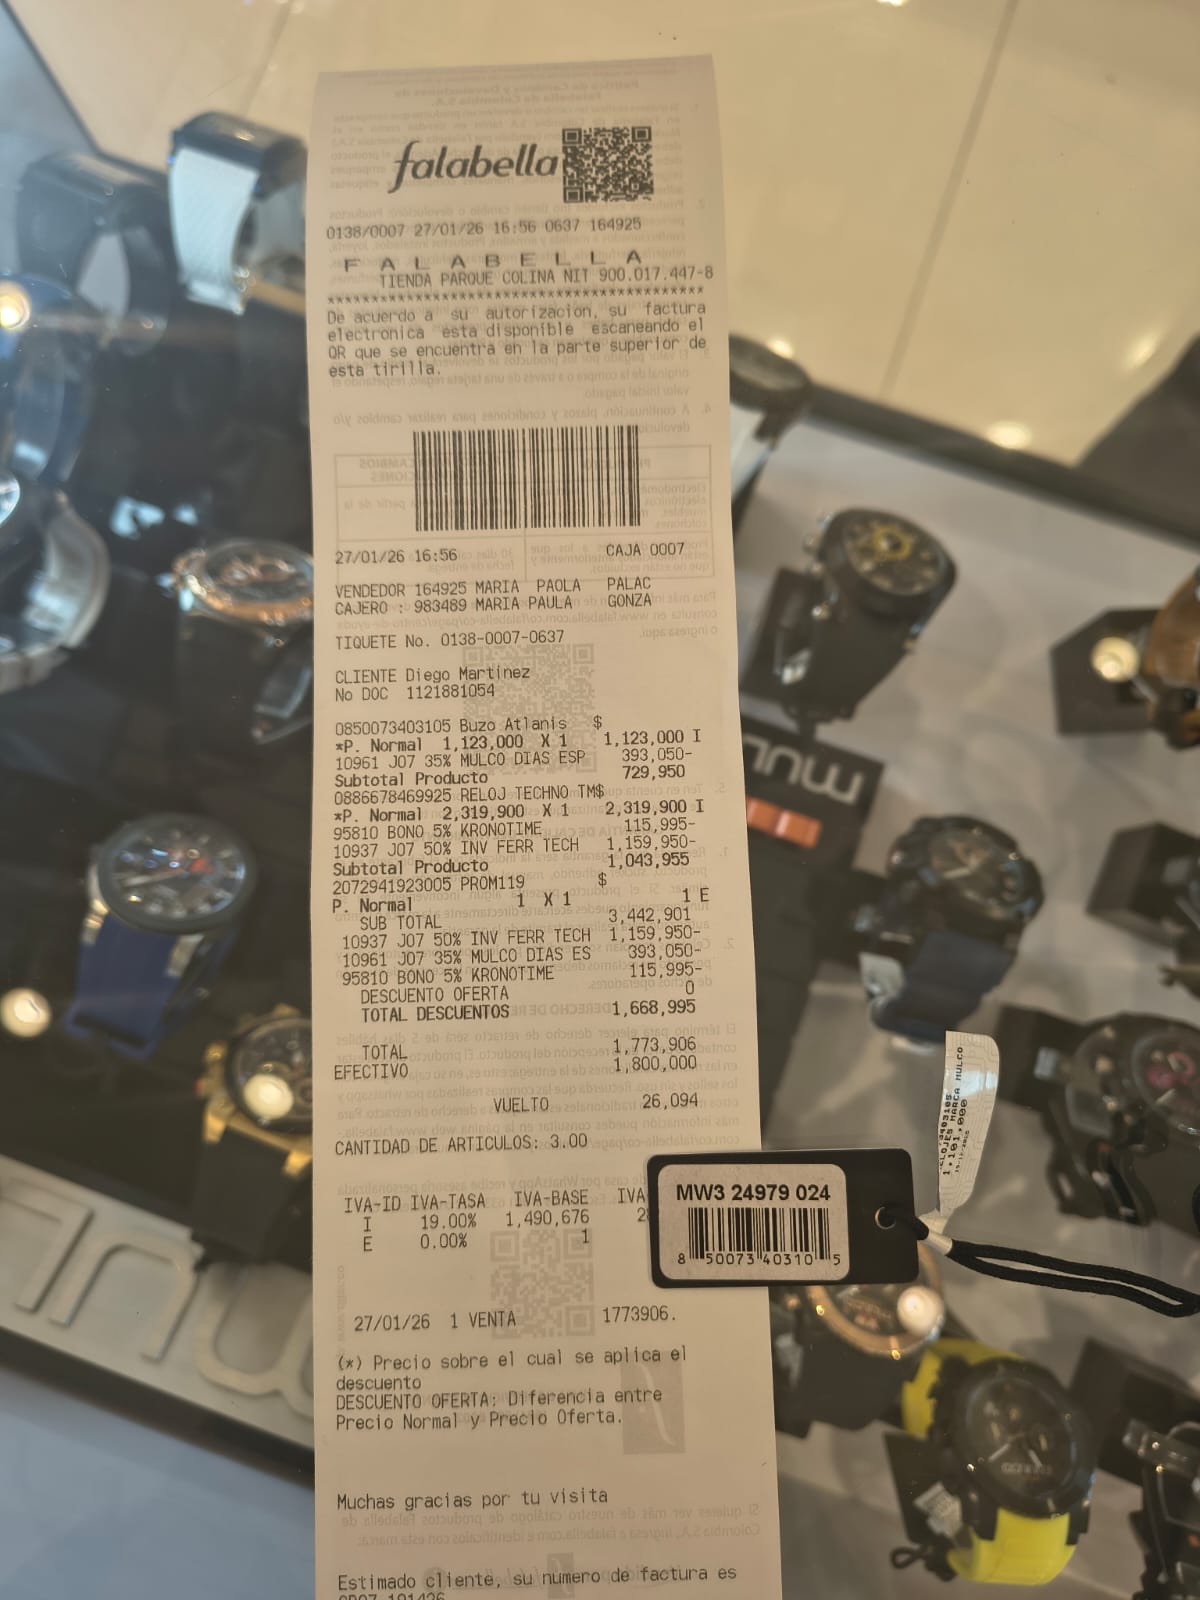 falabella
0138/0007 27/01/26 16:56 0637 164925
F A L A B E L L A
TIENDA PARQUE COLINA NIT 900.017.447-8
****************************************
De acuerdo a su autorizacion, su factura
electronica esta disponible escaneando el
QR que se encuentra en la parte superior de
esta tirilla.
27/01/26 16:56 CAJA 0007
VENDEDOR 164925 MARIA PAOLA PALAC
CAJERO : 983489 MARIA PAULA GONZA
TIQUETE No. 0138-0007-0637
CLIENTE Diego Martinez
No DOC 1121881054
0850073403105 Buzo Atlanis $
*P. Normal 1,123,000 X 1 1,123,000 I
10961 J07 35% MULCO DIAS ESP 393,050-
Subtotal Producto 729,950
0886678469925 RELOJ TECHNO TM$
*P. Normal 2,319,900 X 1 2,319,900 I
95810 BONO 5% KRONOTIME 115,995-
10937 J07 50% INV FERR TECH 1,159,950-
Subtotal Producto 1,043,955
2072941923005 PROM119 $
P. Normal 1 X 1 1 E
SUB TOTAL 3,442,901
10937 J07 50% INV FERR TECH 1,159,950-
10961 J07 35% MULCO DIAS ES 393,050-
95810 BONO 5% KRONOTIME 115,995-
DESCUENTO OFERTA 0
TOTAL DESCUENTOS 1,668,995
TOTAL 1,773,906
EFECTIVO 1,800,000
VUELTO 26,094
CANTIDAD DE ARTICULOS: 3.00
IVA-ID IVA-TASA IVA-BASE IVA
I 19.00% 1,490,676 2
E 0.00% 1
MW3 24979 024
8 50073 40310 5
RELOJES MARCA MULCO
1.101.000
27/01/26 1 VENTA 1773906.
(*) Precio sobre el cual se aplica el
descuento
DESCUENTO OFERTA: Diferencia entre
Precio Normal y Precio Oferta.
Muchas gracias por tu visita
Estimado cliente, su numero de factura es